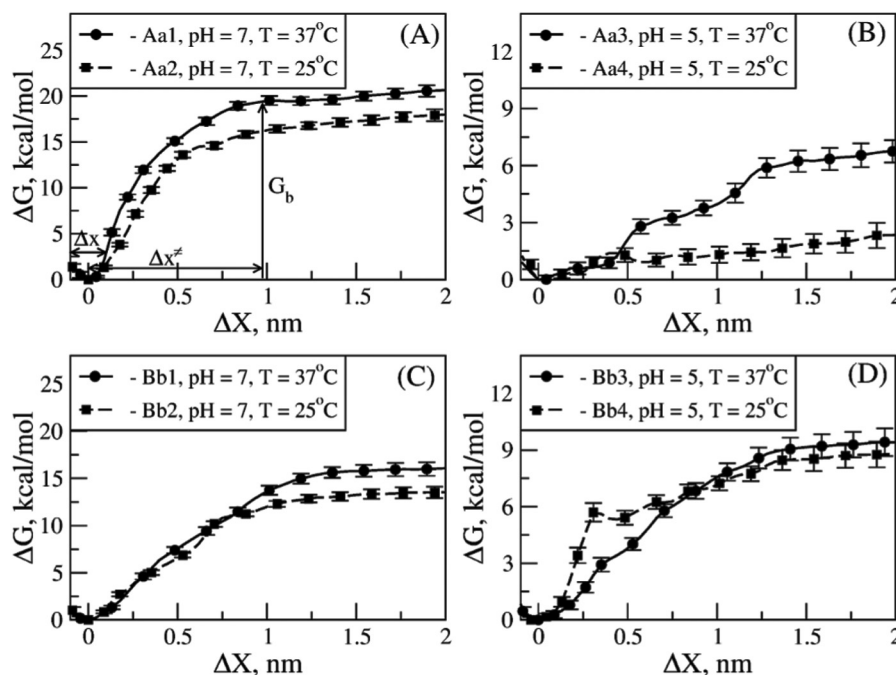 25
20
15
10
5
0
ΔG, kcal/mol
- Aa1, pH = 7, T = 37°C
- Aa2, pH = 7, T = 25°C
(A)
G_b
Δx
Δx≠
0 0.5 1 1.5 2
ΔX, nm
12
9
6
3
0
ΔG, kcal/mol
- Aa3, pH = 5, T = 37°C
- Aa4, pH = 5, T = 25°C
(B)
0 0.5 1 1.5 2
ΔX, nm
25
20
15
10
5
0
ΔG, kcal/mol
- Bb1, pH = 7, T = 37°C
- Bb2, pH = 7, T = 25°C
(C)
0 0.5 1 1.5 2
ΔX, nm
12
9
6
3
0
ΔG, kcal/mol
- Bb3, pH = 5, T = 37°C
- Bb4, pH = 5, T = 25°C
(D)
0 0.5 1 1.5 2
ΔX, nm